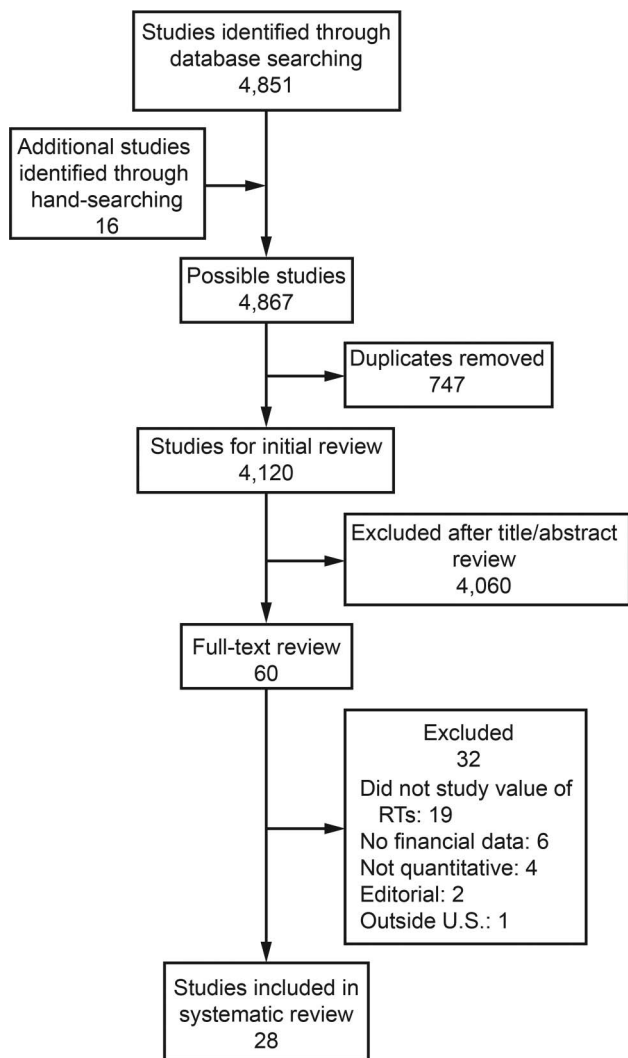 Studies identified through
database searching
4,851
Additional studies
identified through
hand-searching
16
Possible studies
4,867
Duplicates removed
747
Studies for initial review
4,120
Excluded after title/abstract
review
4,060
Full-text review
60
Excluded
32
Did not study value of
RTs: 19
No financial data: 6
Not quantitative: 4
Editorial: 2
Outside U.S.: 1
Studies included in
systematic review
28